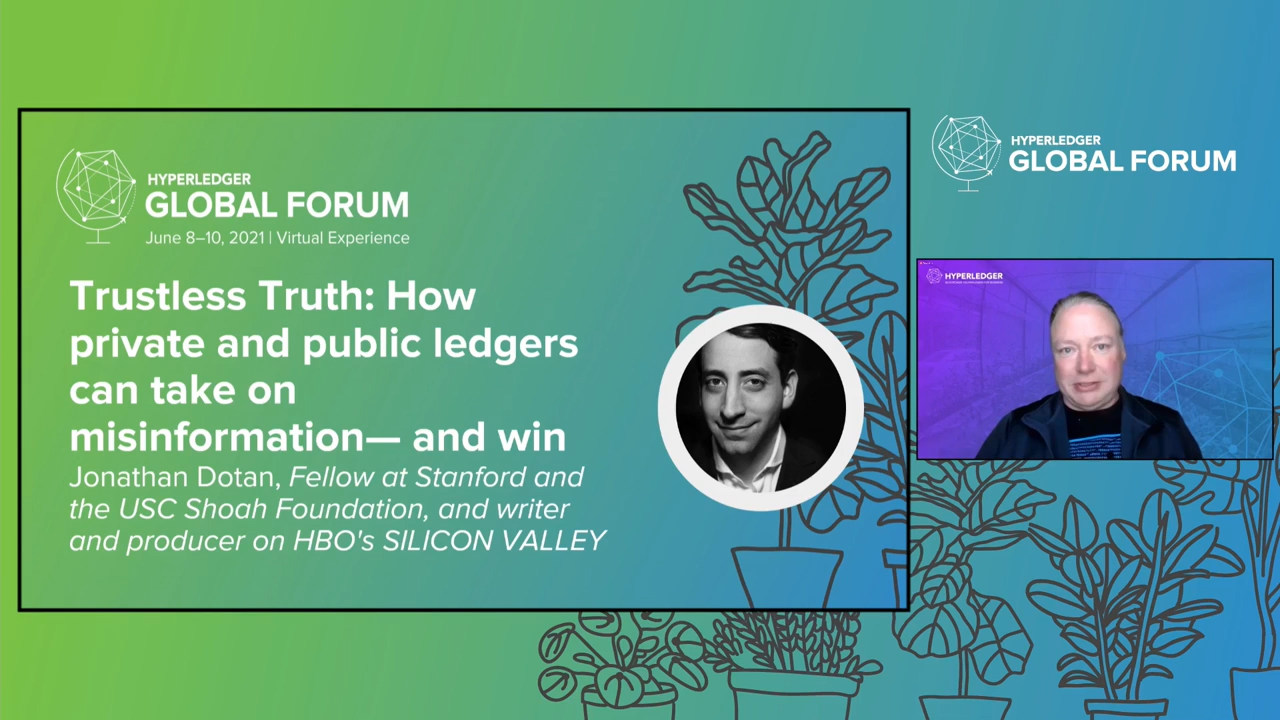 HYPERLEDGER
GLOBAL FORUM
June 8–10, 2021 | Virtual Experience
Trustless Truth: How
private and public ledgers
can take on
misinformation— and win
Jonathan Dotan, Fellow at Stanford and
the USC Shoah Foundation, and writer
and producer on HBO's SILICON VALLEY
HYPERLEDGER
GLOBAL FORUM
HYPERLEDGER